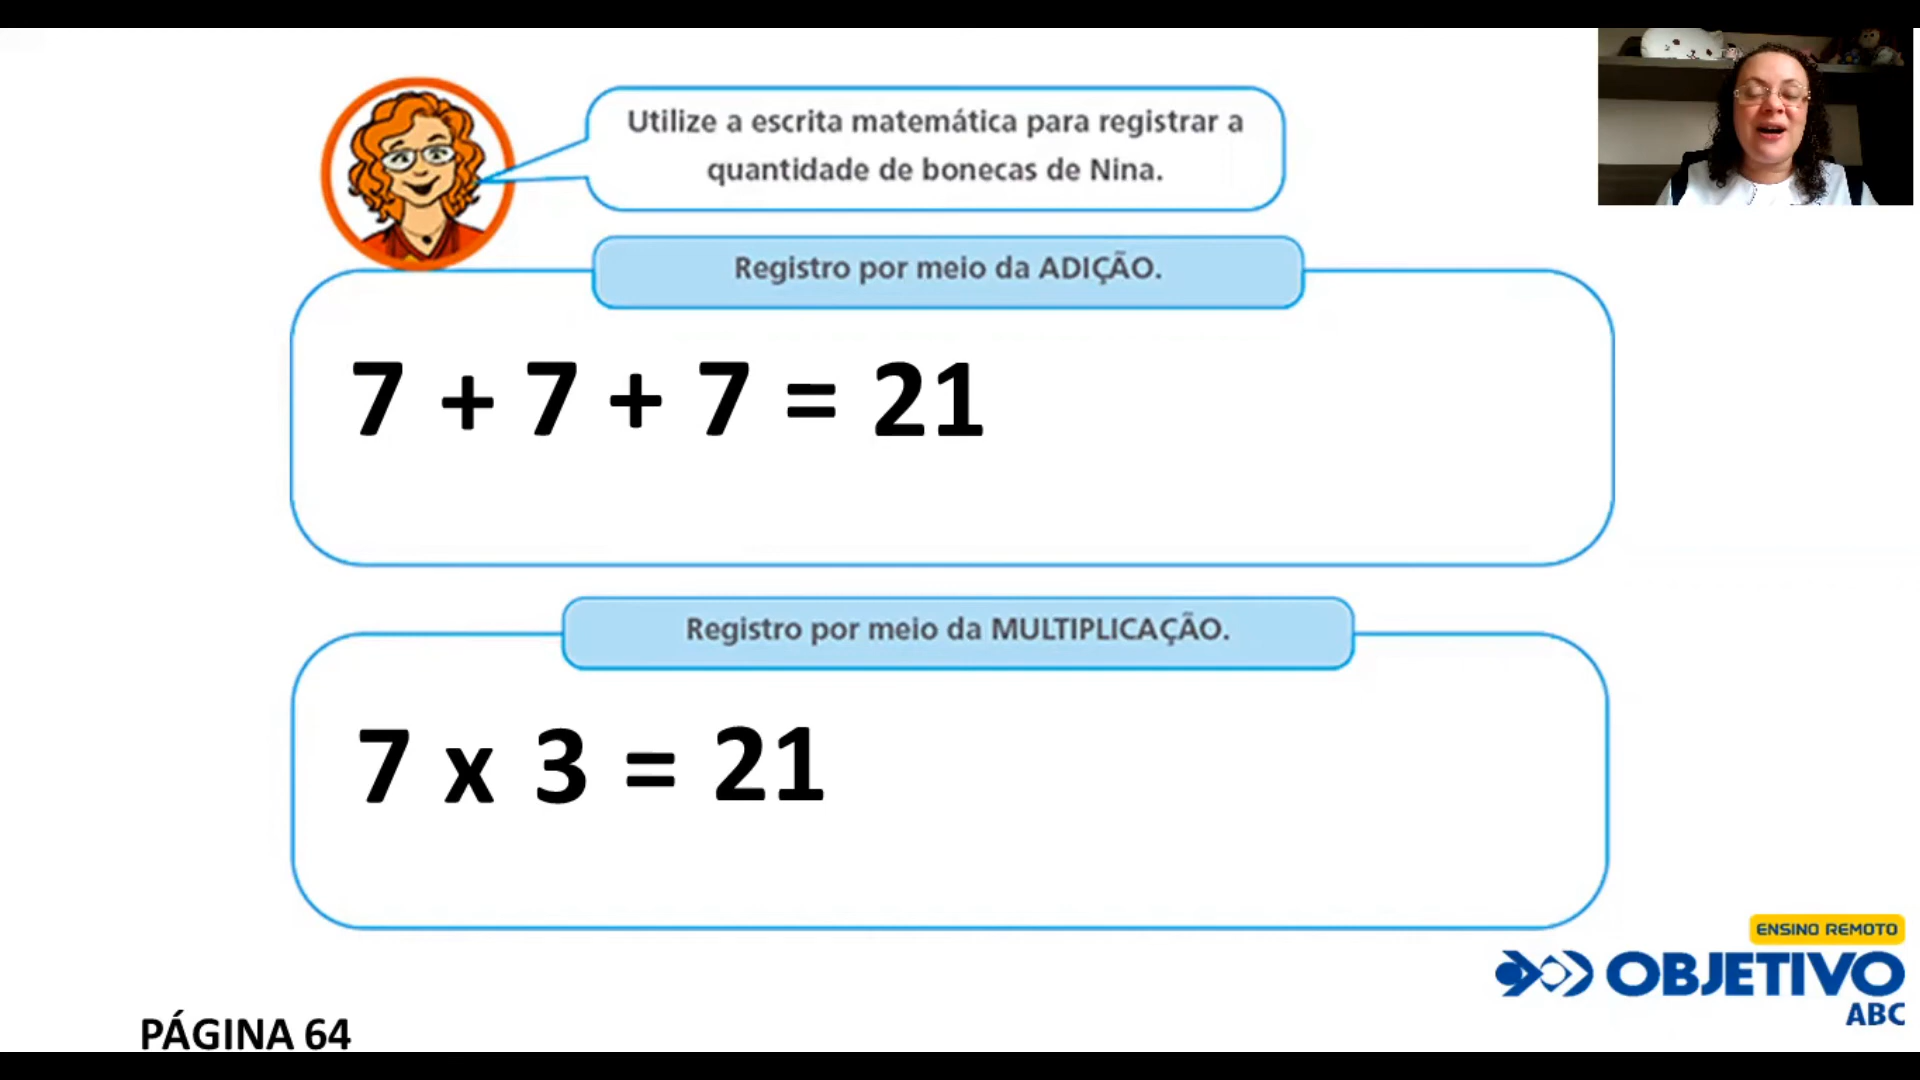 Utilize a escrita matemática para registrar a
quantidade de bonecas de Nina.
Registro por meio da ADIÇÃO.
7 + 7 + 7 = 21
Registro por meio da MULTIPLICAÇÃO.
7 x 3 = 21
ENSINO REMOTO
OBJETIVO
ABC
PÁGINA 64